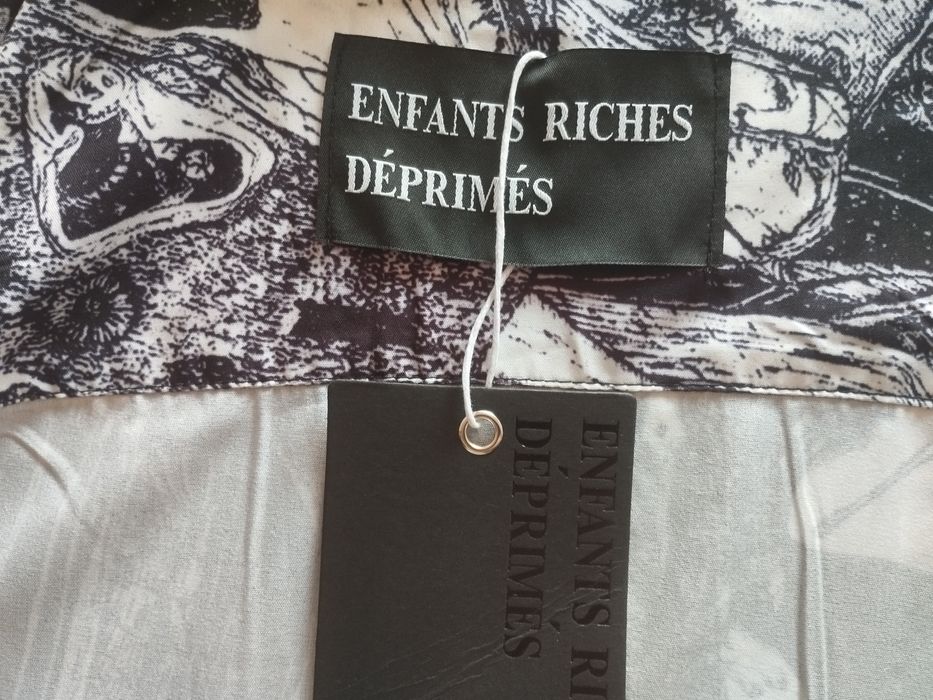 ENFANTS RICHES
DÉPRIMÉS
ENFANTS RI
DÉPRIMÉS